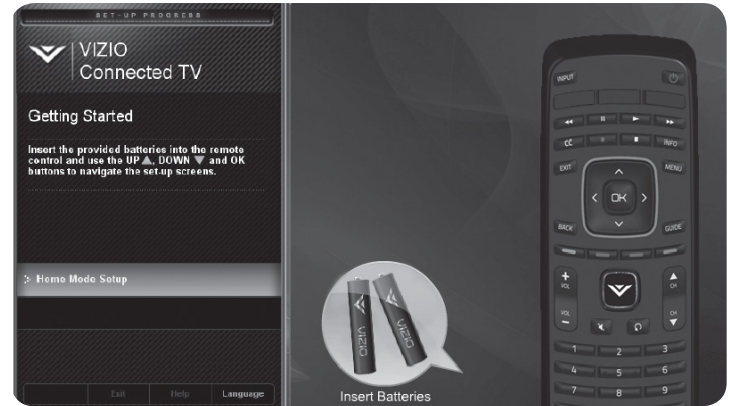 SET-UP PROGRESS
VIZIO
Connected TV
Getting Started
Insert the provided batteries into the remote
control and use the UP ▲, DOWN ▼ and OK
buttons to navigate the set-up screens.
Home Mode Setup
Exit Help Language
VIZIO VIZIO
Insert Batteries
INPUT
CC INFO
EXIT MENU
OK
BACK GUIDE
+ VOL CH
VOL − CH
1 2 3
4 5 6
7 8 9